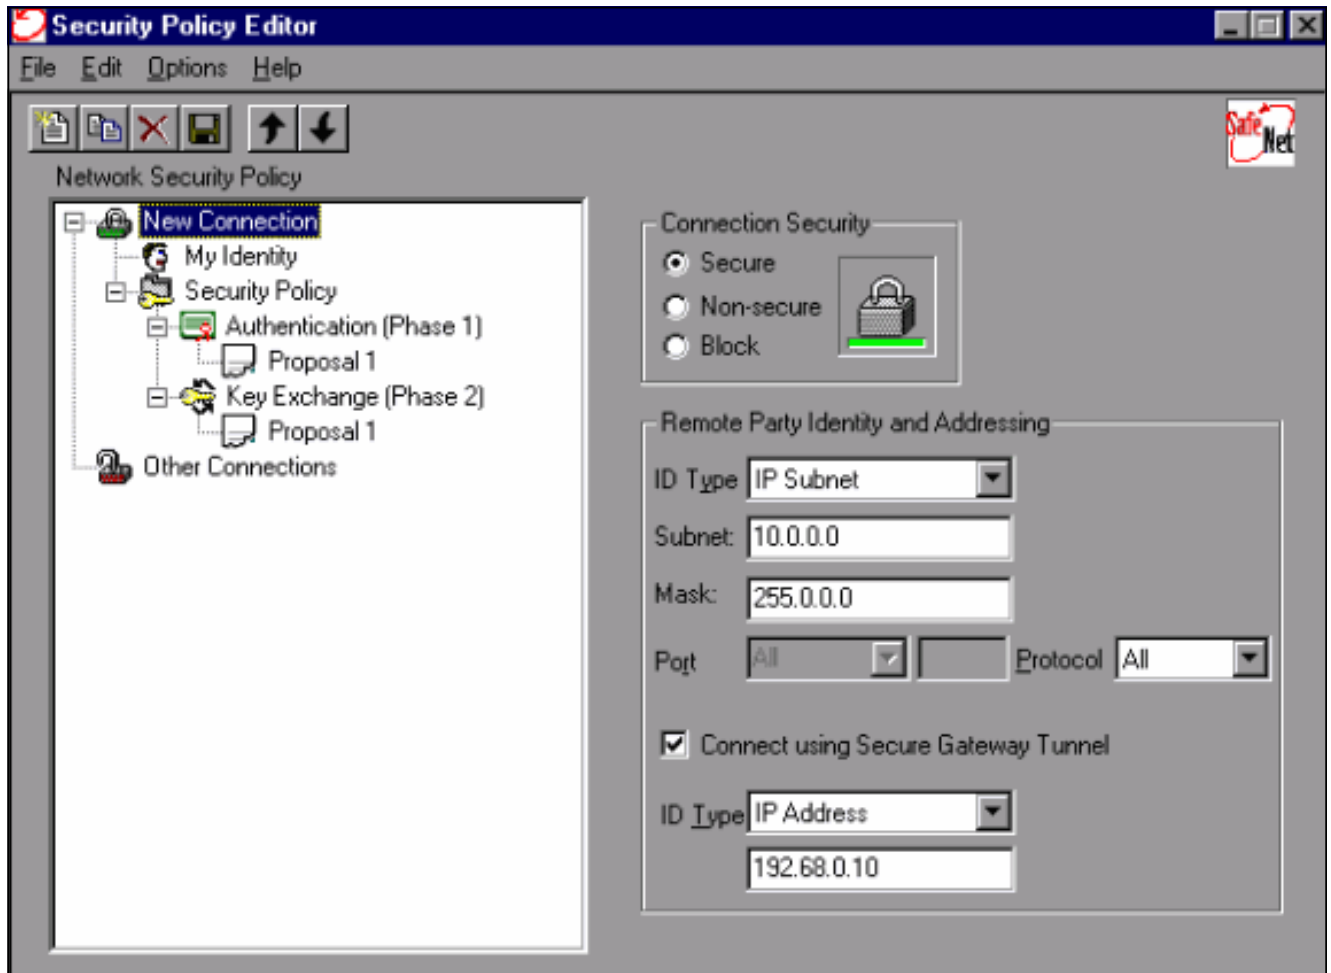 Security Policy Editor
File Edit Options Help
Safe Net
Network Security Policy
New Connection
My Identity
Security Policy
Authentication (Phase 1)
Proposal 1
Key Exchange (Phase 2)
Proposal 1
Other Connections
Connection Security
Secure
Non-secure
Block
Remote Party Identity and Addressing
ID Type IP Subnet
Subnet: 10.0.0.0
Mask: 255.0.0.0
Port All Protocol All
Connect using Secure Gateway Tunnel
ID Type IP Address
192.68.0.10